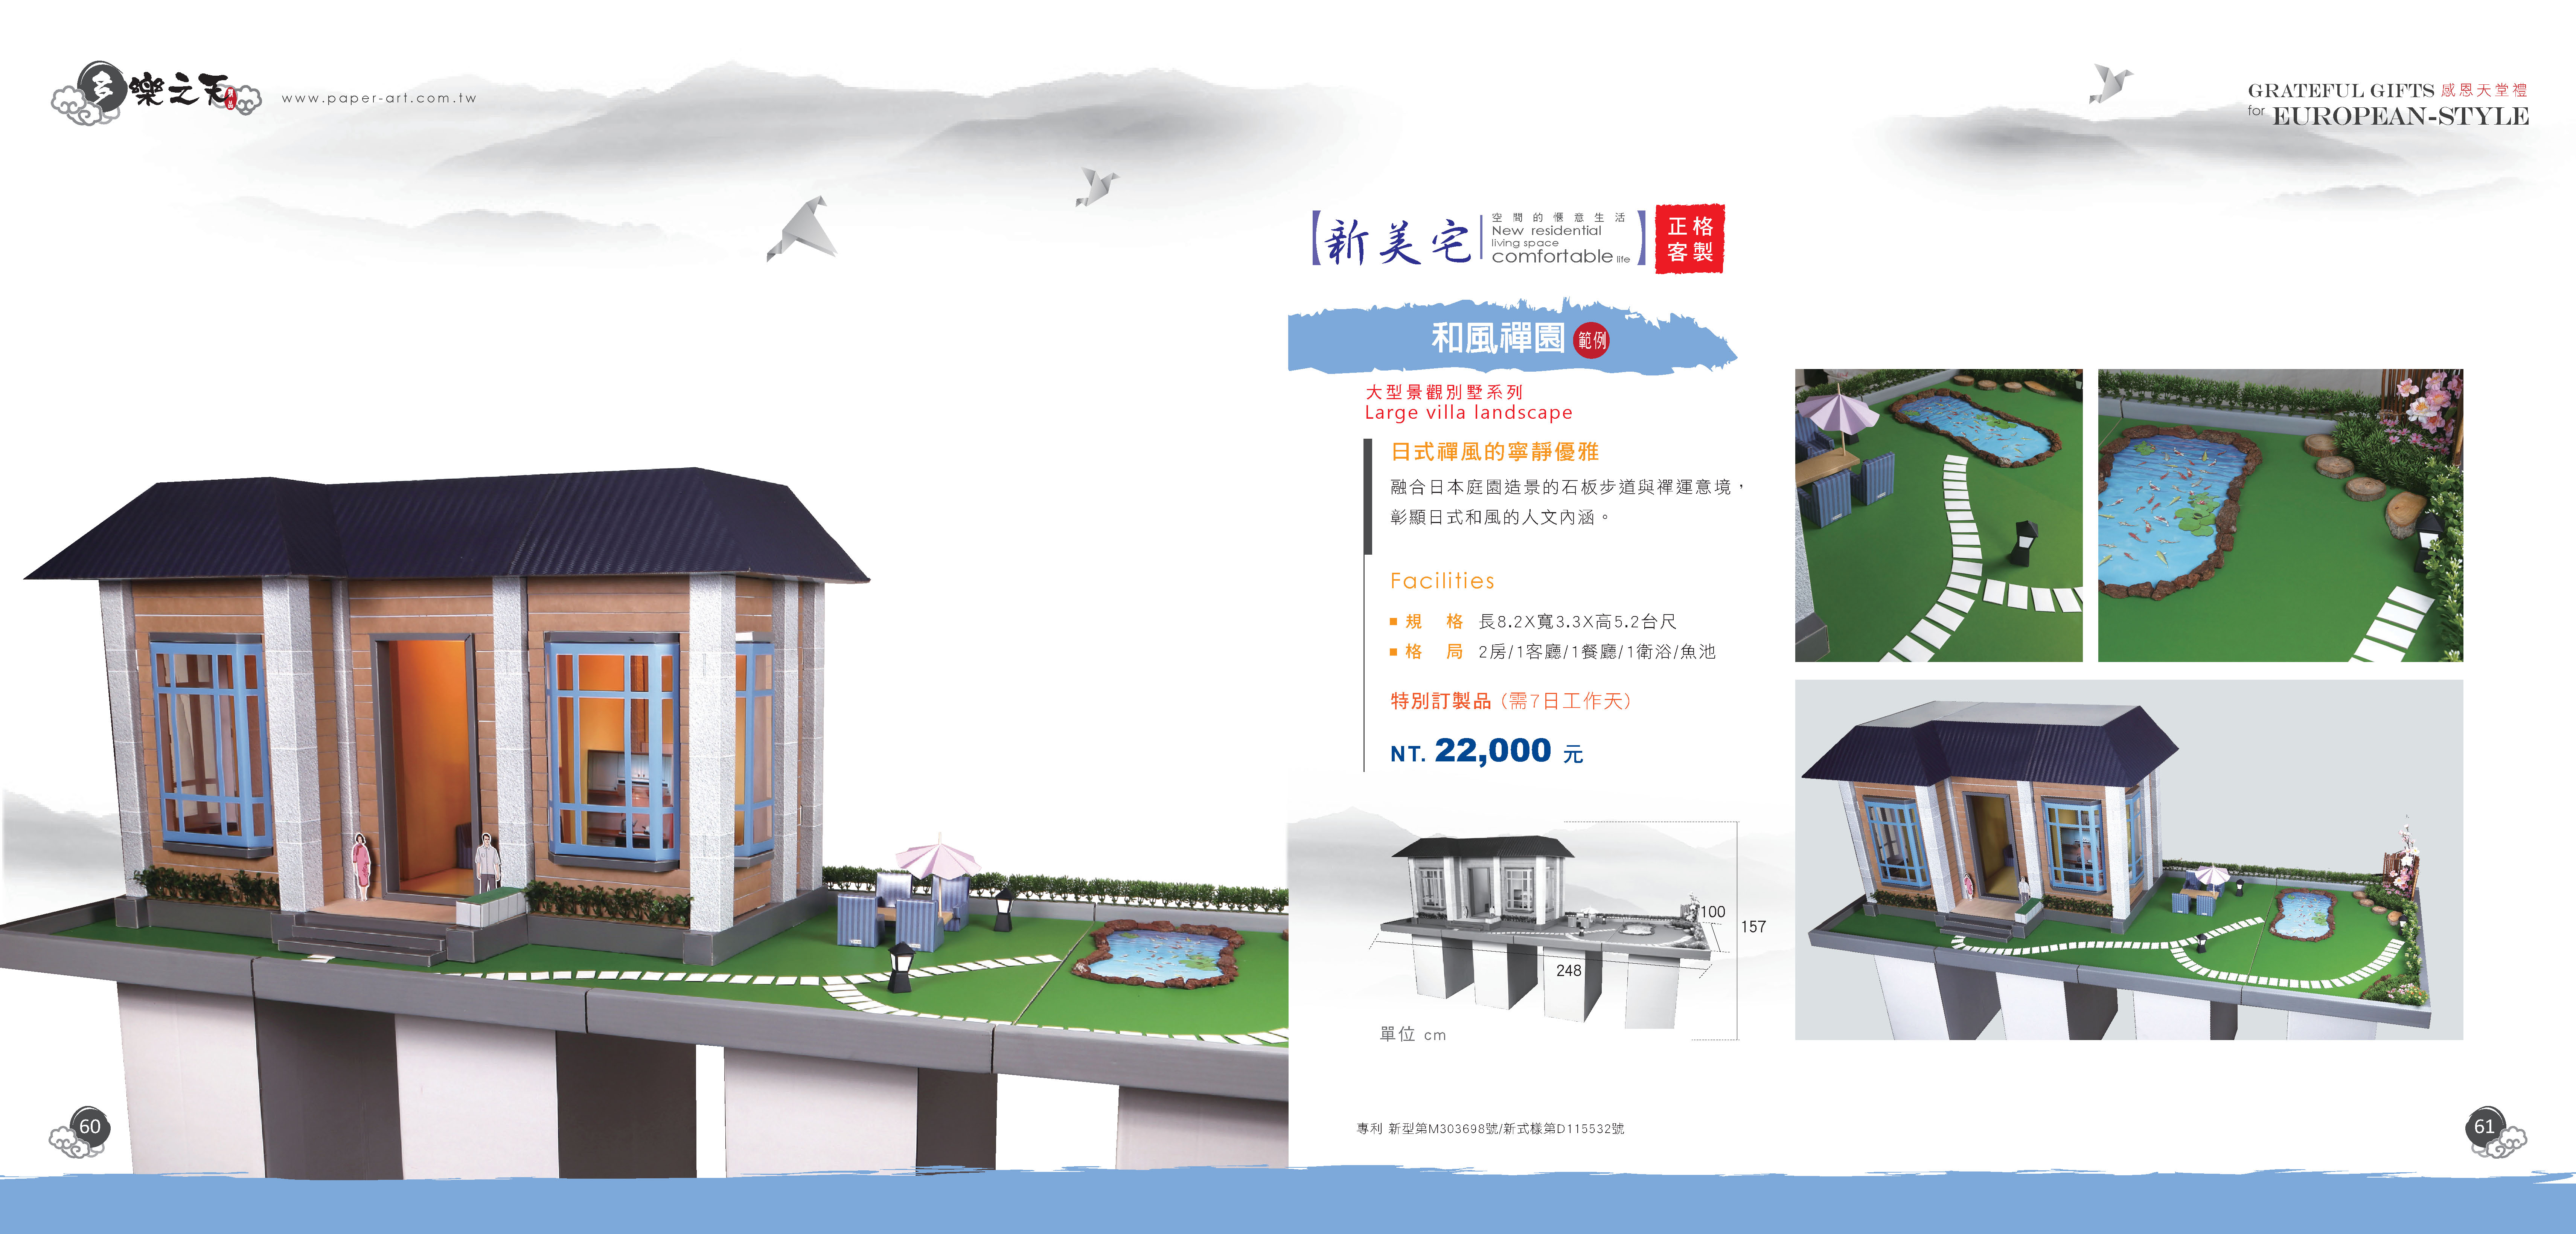 多樂之天
www.paper-art.com.tw
GRATEFUL GIFTS 感恩天堂禮
for EUROPEAN-STYLE
新美宅
空間的愜意生活
New residential
living space
comfortable life
正格
客製
和風禪園 範例
大型景觀別墅系列
Large villa landscape
日式禪風的寧靜優雅
融合日本庭園造景的石板步道與禪運意境，
彰顯日式和風的人文內涵。
Facilities
規格 長8.2X寬3.3X高5.2台尺
格局 2房/1客廳/1餐廳/1衛浴/魚池
特別訂製品（需7日工作天）
NT. 22,000 元
100
157
248
單位 cm
專利 新型第M303698號/新式樣第D115532號
60
61